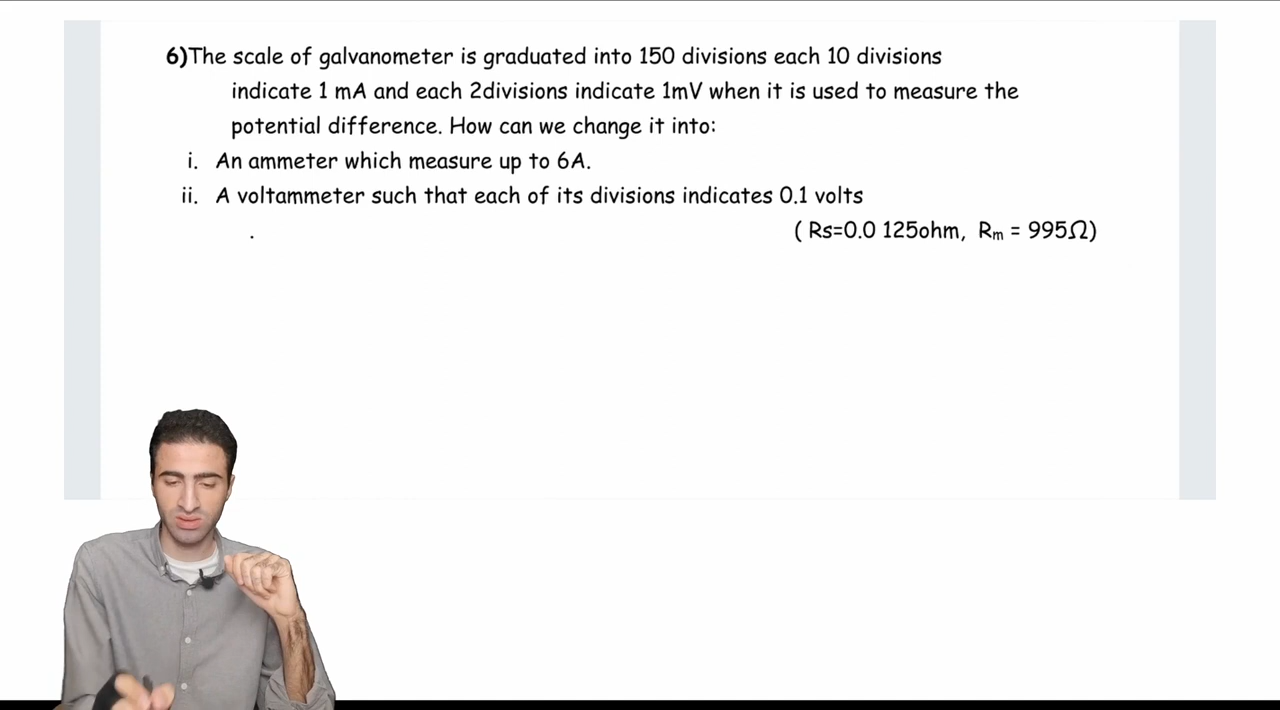 6)The scale of galvanometer is graduated into 150 divisions each 10 divisions
indicate 1 mA and each 2divisions indicate 1mV when it is used to measure the
potential difference. How can we change it into:
i. An ammeter which measure up to 6A.
ii. A voltammeter such that each of its divisions indicates 0.1 volts
. ( Rs=0.0 125ohm, Rm = 995Ω)